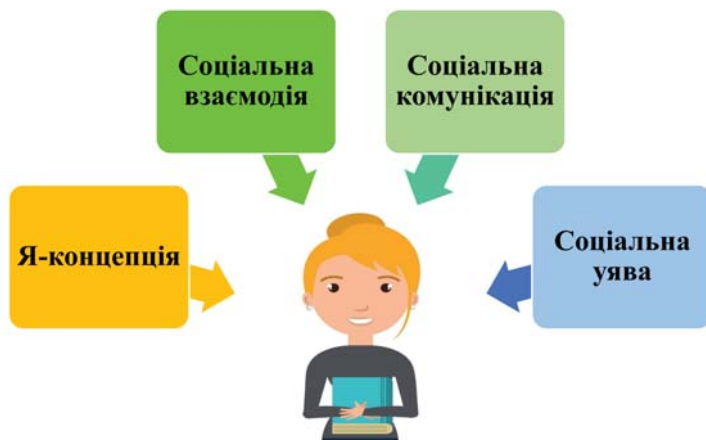 Соціальна
взаємодія
Соціальна
комунікація
Я-концепція
Соціальна
уява